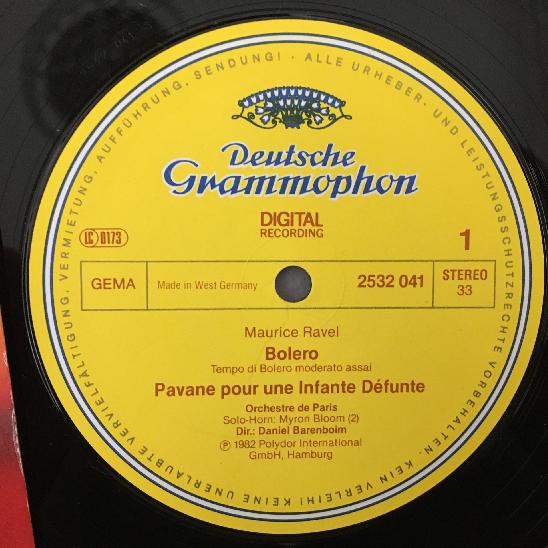 ALLE URHEBER- UND LEISTUNGSSCHUTZRECHTE VORBEHALTEN. KEIN VERLEIH! KEINE UNERLAUBTE VERVIELFÄLTIGUNG, VERMIETUNG, AUFFÜHRUNG, SENDUNG!
Deutsche
Grammophon
DIGITAL
RECORDING
LC 0173
1
GEMA
Made in West Germany
2532 041
STEREO
33
Maurice Ravel
Bolero
Tempo di Bolero moderato assai
Pavane pour une Infante Défunte
Orchestre de Paris
Solo-Horn: Myron Bloom (2)
Dir.: Daniel Barenboim
℗ 1982 Polydor International
GmbH, Hamburg